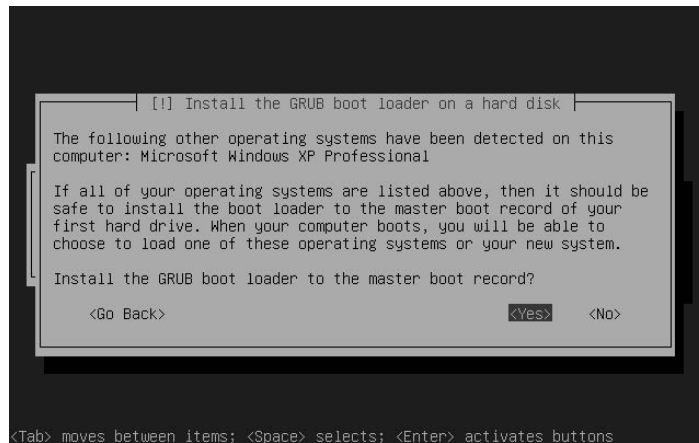 [!] Install the GRUB boot loader on a hard disk
The following other operating systems have been detected on this
computer: Microsoft Windows XP Professional
If all of your operating systems are listed above, then it should be
safe to install the boot loader to the master boot record of your
first hard drive. When your computer boots, you will be able to
choose to load one of these operating systems or your new system.
Install the GRUB boot loader to the master boot record?
<Go Back> <Yes> <No>
<Tab> moves between items; <Space> selects; <Enter> activates buttons